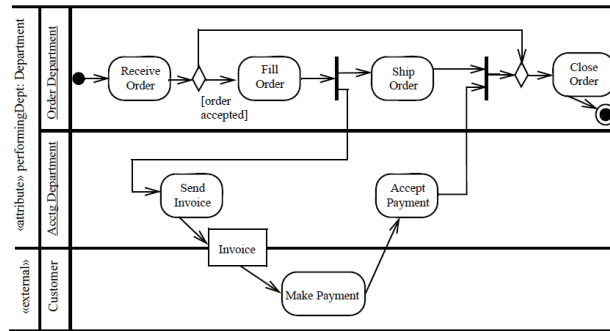 «attribute» performingDept: Department
Order Department
Receive
Order
[order
accepted]
Fill
Order
Ship
Order
Close
Order
Acctg Department
Send
Invoice
Accept
Payment
Invoice
«external»
Customer
Make Payment